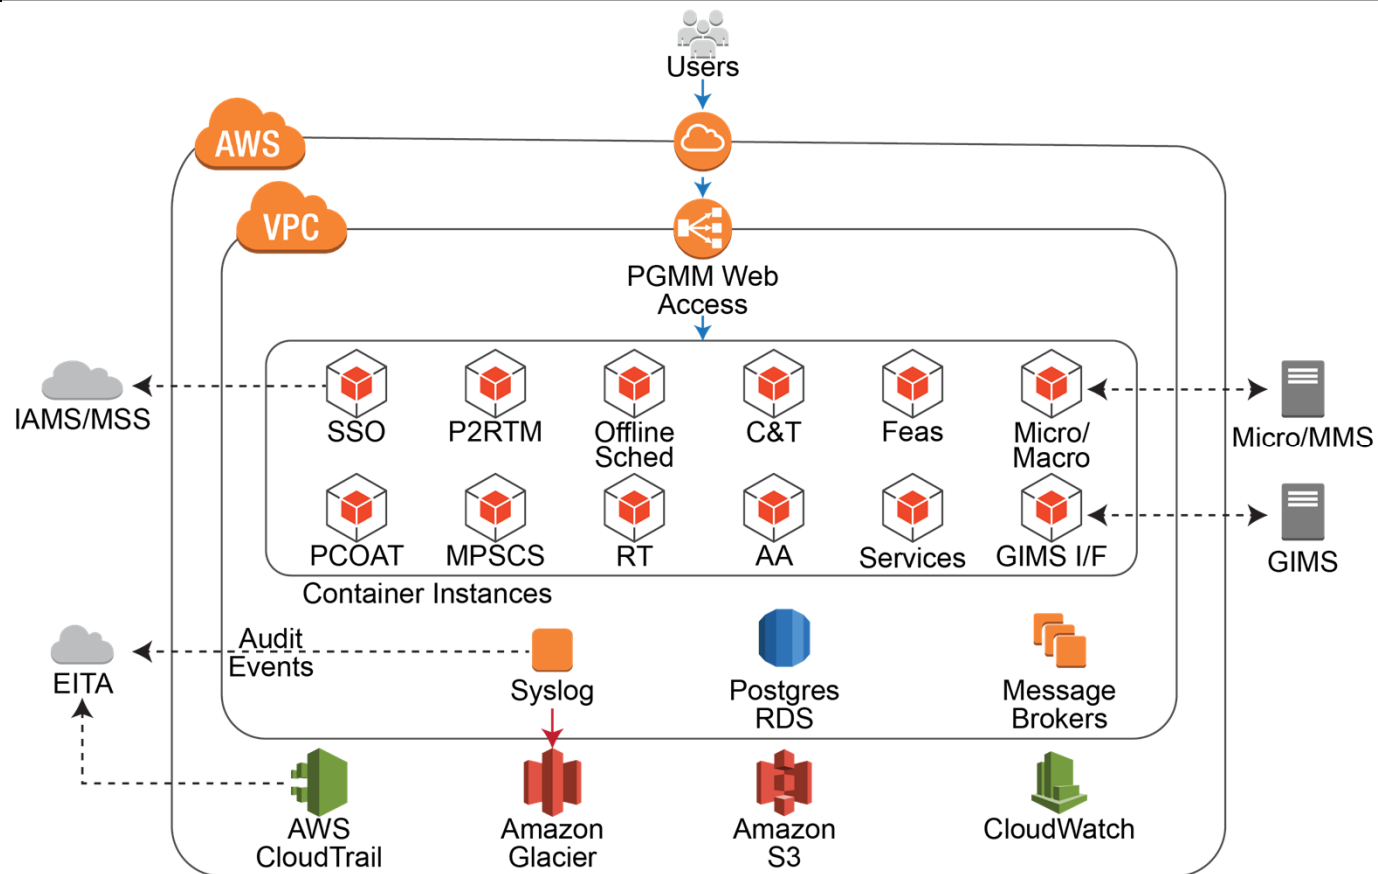 Users
AWS
VPC
PGMM Web
Access
SSO
P2RTM
Offline
Sched
C&T
Feas
Micro/
Macro
IAMS/MSS
Micro/MMS
PCOAT
MPSCS
RT
AA
Services
GIMS I/F
GIMS
Container Instances
Audit
Events
EITA
Syslog
Postgres
RDS
Message
Brokers
AWS
CloudTrail
Amazon
Glacier
Amazon
S3
CloudWatch